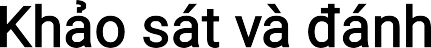 Khảo sát và đánh